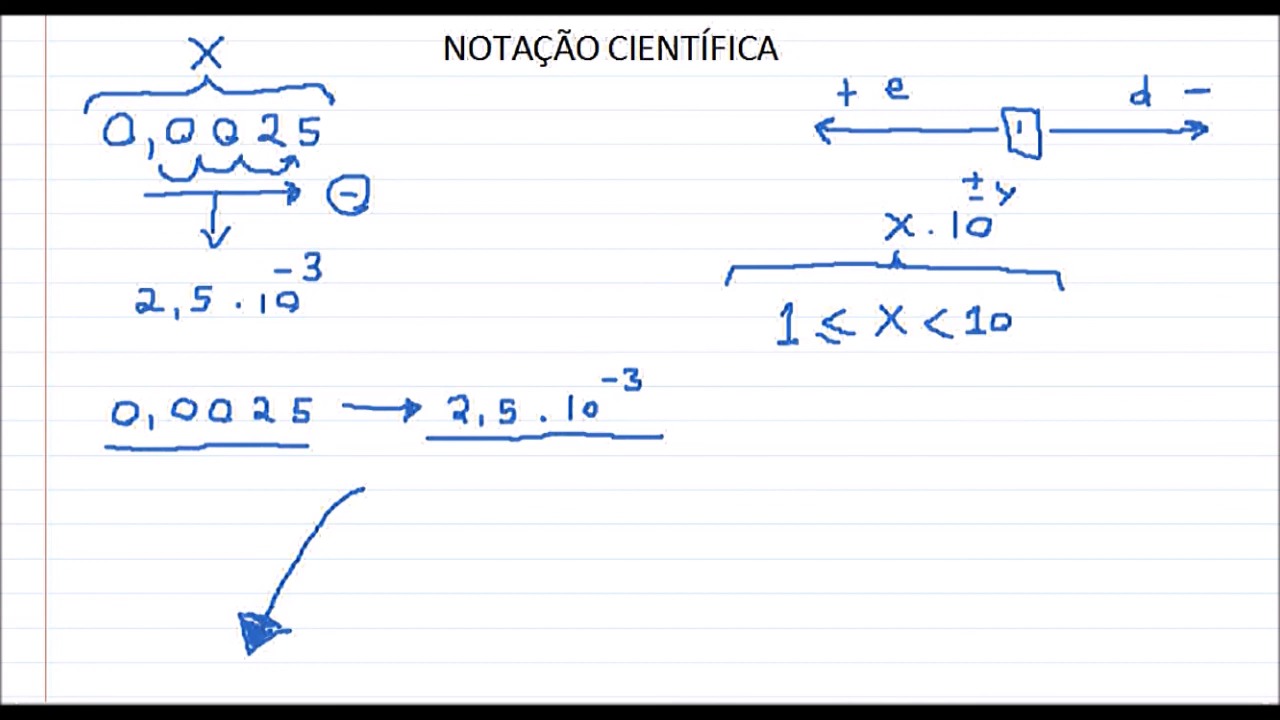 NOTAÇÃO CIENTÍFICA
X
+ e d -
0,0025
-
x . 10^±y
2,5 . 10^-3
1 ≤ X < 10
0,0025 → 2,5 . 10^-3